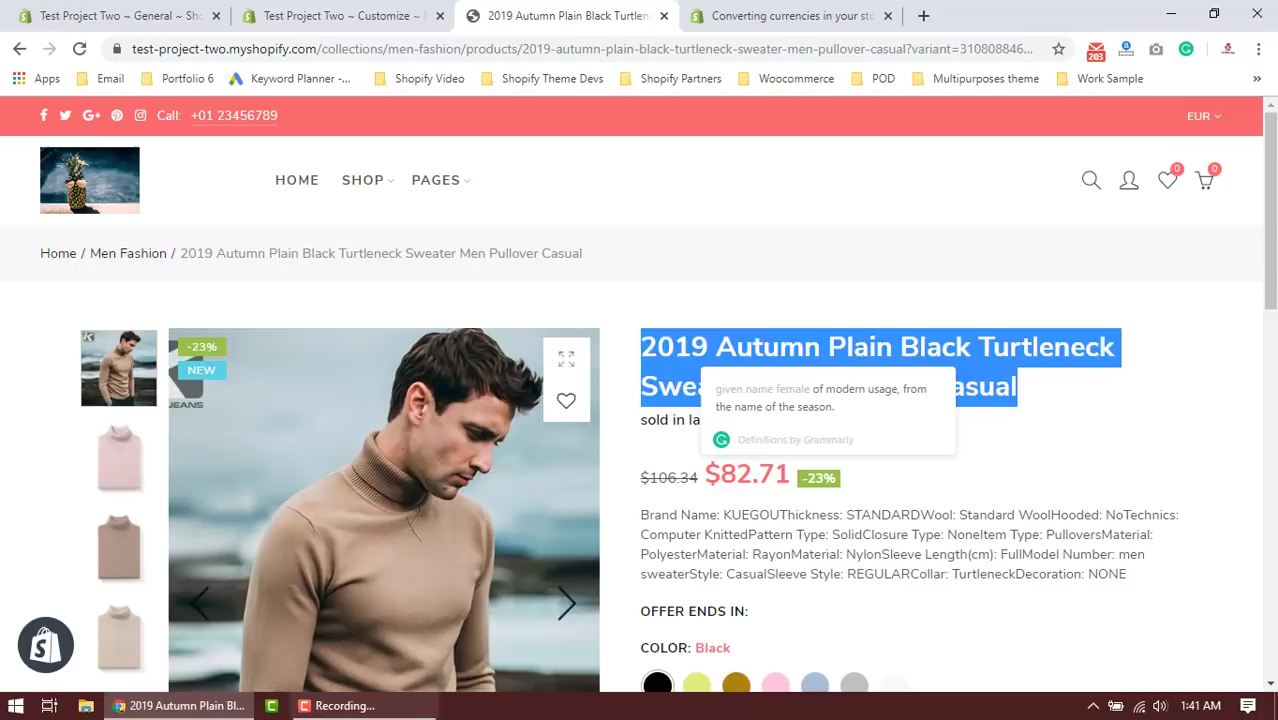 Test Project Two ~ General ~ Sho
Test Project Two ~ Customize ~
2019 Autumn Plain Black Turtlen
Converting currencies in your sto
test-project-two.myshopify.com/collections/men-fashion/products/2019-autumn-plain-black-turtleneck-sweater-men-pullover-casual?variant=310808846...
203
Apps
Email
Portfolio 6
Keyword Planner -...
Shopify Video
Shopify Theme Devs
Shopify Partners
Woocommerce
POD
Multipurposes theme
Work Sample
»
Call: +01 23456789
EUR
HOME
SHOP
PAGES
0
0
Home / Men Fashion / 2019 Autumn Plain Black Turtleneck Sweater Men Pullover Casual
-23%
NEW
JEANS
2019 Autumn Plain Black Turtleneck
Swea
asual
given name female of modern usage, from
the name of the season.
Definitions by Grammarly
sold in la
$106.34 $82.71 -23%
Brand Name: KUEGOUThickness: STANDARDWool: Standard WoolHooded: NoTechnics:
Computer KnittedPattern Type: SolidClosure Type: NoneItem Type: PulloversMaterial:
PolyesterMaterial: RayonMaterial: NylonSleeve Length(cm): FullModel Number: men
sweaterStyle: CasualSleeve Style: REGULARCollar: TurtleneckDecoration: NONE
OFFER ENDS IN:
COLOR: Black
2019 Autumn Plain Bl...
Recording...
1:41 AM